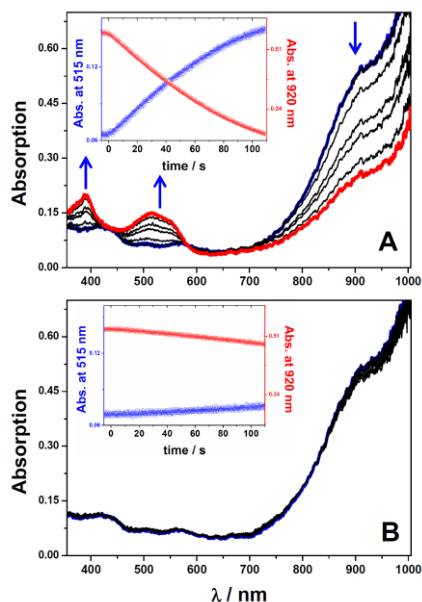 Absorption
0.60
0.45
0.30
0.15
0.00
Abs. at 515 nm
0.12
0.06
Abs. at 920 nm
0.51
0.34
0 20 40 60 80 100
time / s
A
400 500 600 700 800 900 1000
Absorption
0.60
0.45
0.30
0.15
0.00
Abs. at 515 nm
0.12
0.06
Abs. at 920 nm
0.51
0.34
0 20 40 60 80 100
time / s
B
400 500 600 700 800 900 1000
λ / nm